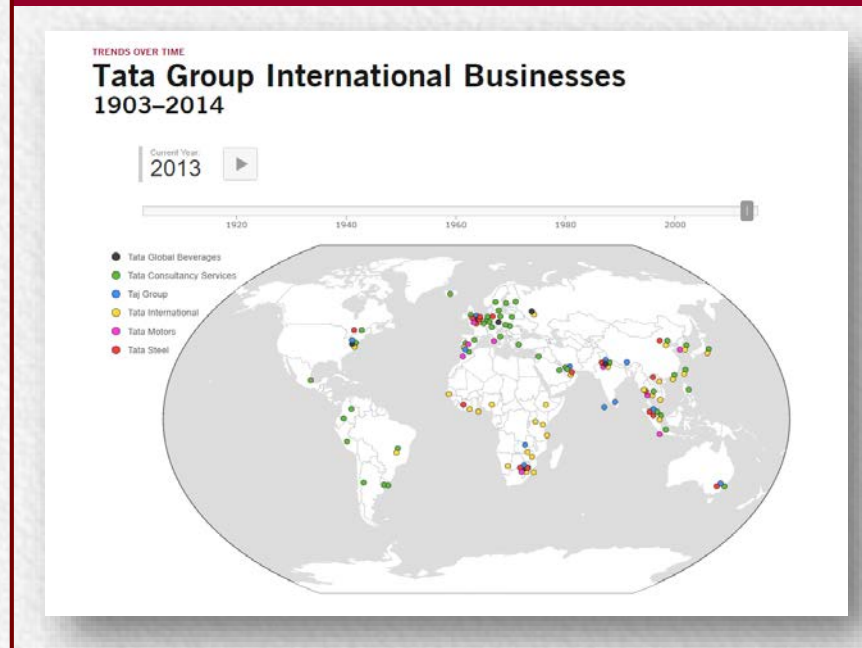 TRENDS OVER TIME
Tata Group International Businesses
1903–2014
Current Year:
2013
1920 1940 1960 1980 2000
Tata Global Beverages
Tata Consultancy Services
Taj Group
Tata International
Tata Motors
Tata Steel